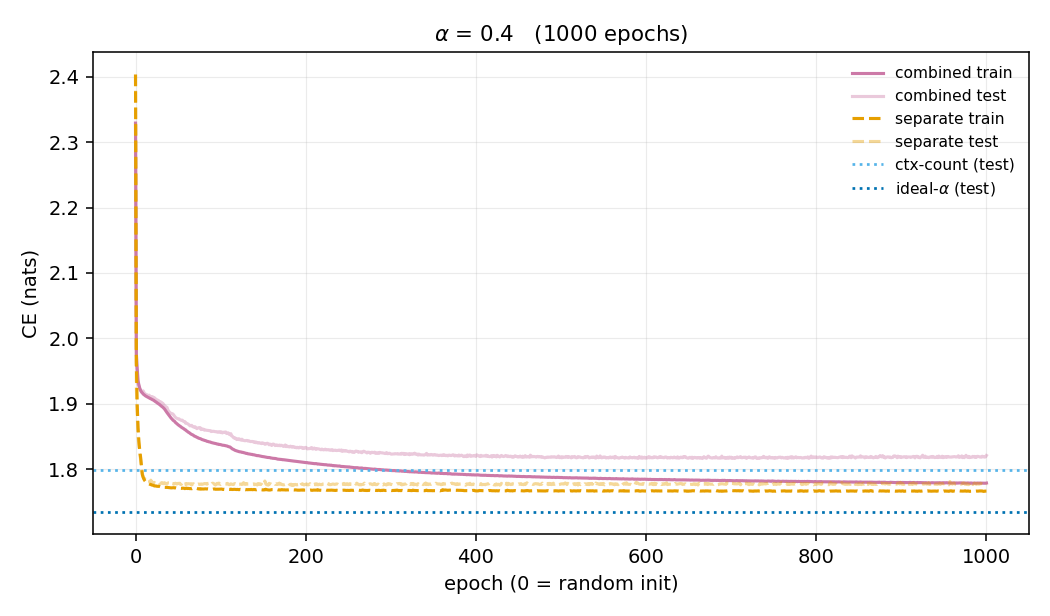 α = 0.4   (1000 epochs)
CE (nats)
2.4
2.3
2.2
2.1
2.0
1.9
1.8
combined train
combined test
separate train
separate test
ctx-count (test)
ideal-α (test)
0 200 400 600 800 1000
epoch (0 = random init)